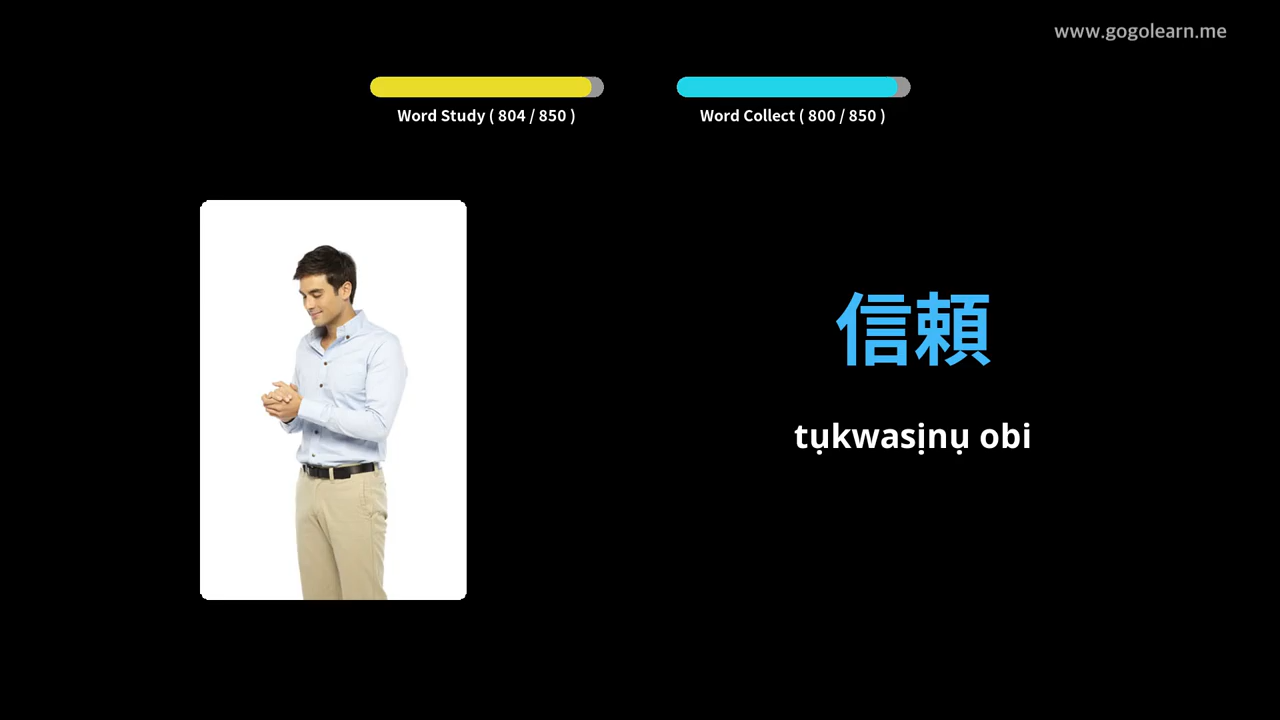 www.gogolearn.me
Word Study ( 804 / 850 )
Word Collect ( 800 / 850 )
信頼
tụkwasịnụ obi